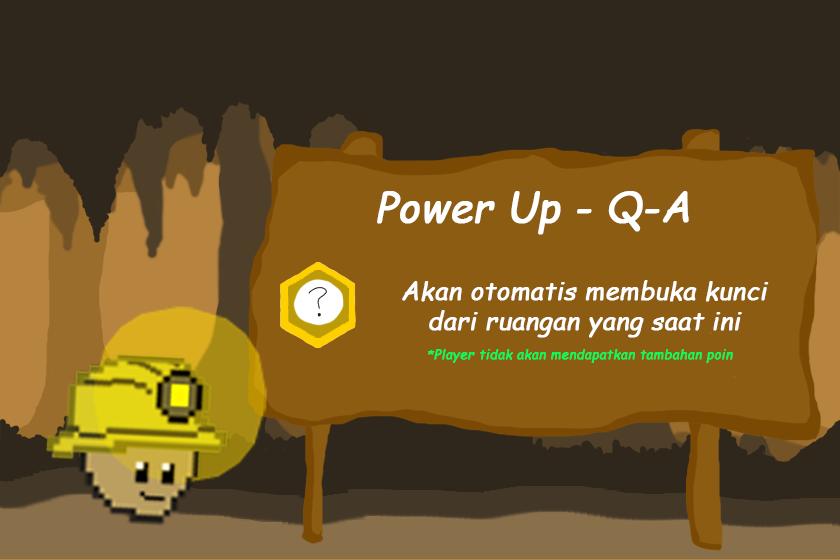 Power Up - Q-A
?
Akan otomatis membuka kunci
dari ruangan yang saat ini
*Player tidak akan mendapatkan tambahan poin